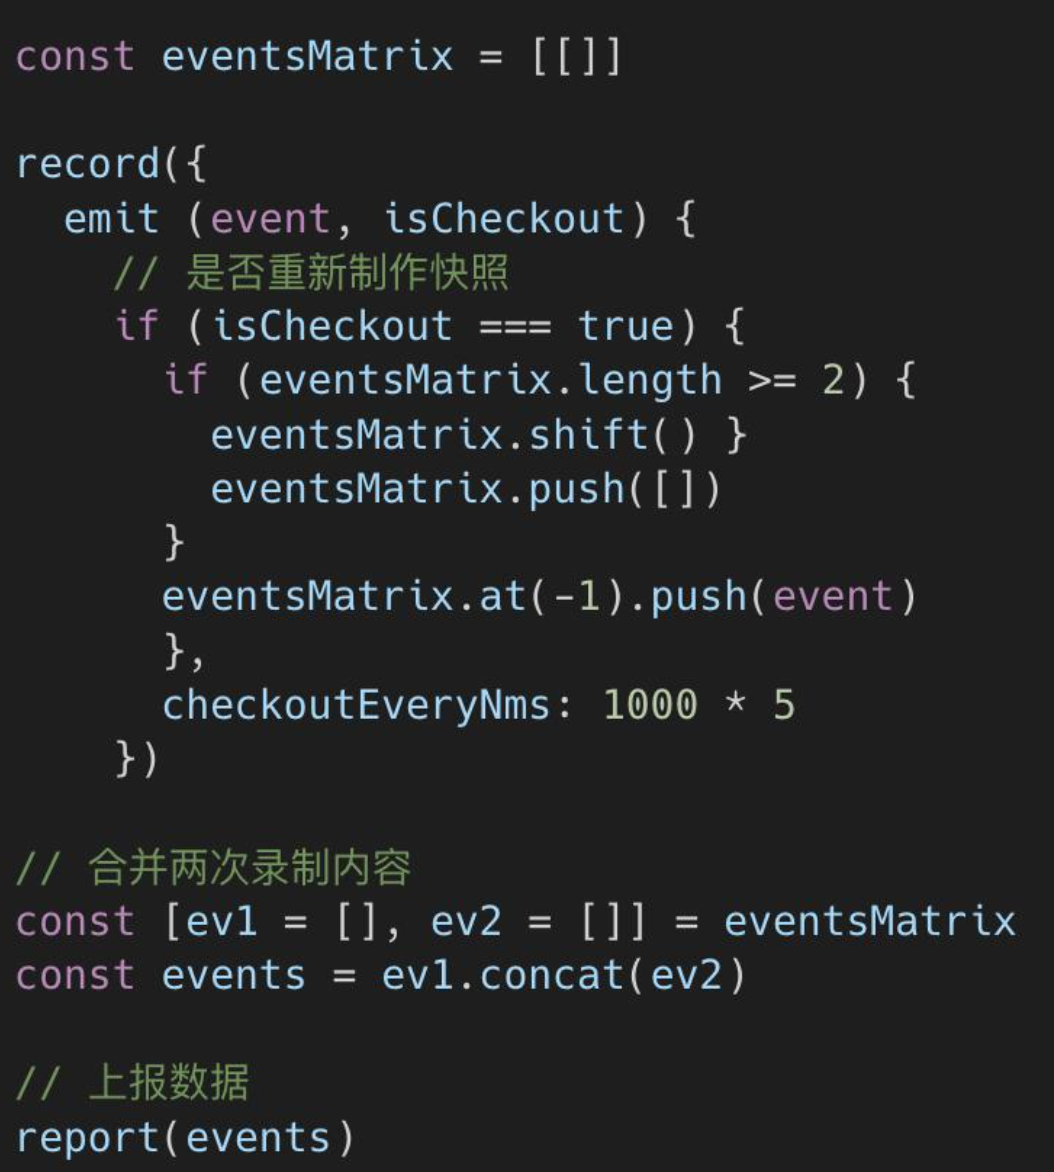 const eventsMatrix = [[]]
record({
emit (event, isCheckout) {
// 是否重新制作快照
if (isCheckout === true) {
if (eventsMatrix.length >= 2) {
eventsMatrix.shift() }
eventsMatrix.push([])
}
eventsMatrix.at(-1).push(event)
},
checkoutEveryNms: 1000 * 5
})
// 合并两次录制内容
const [ev1 = [], ev2 = []] = eventsMatrix
const events = ev1.concat(ev2)
// 上报数据
report(events)